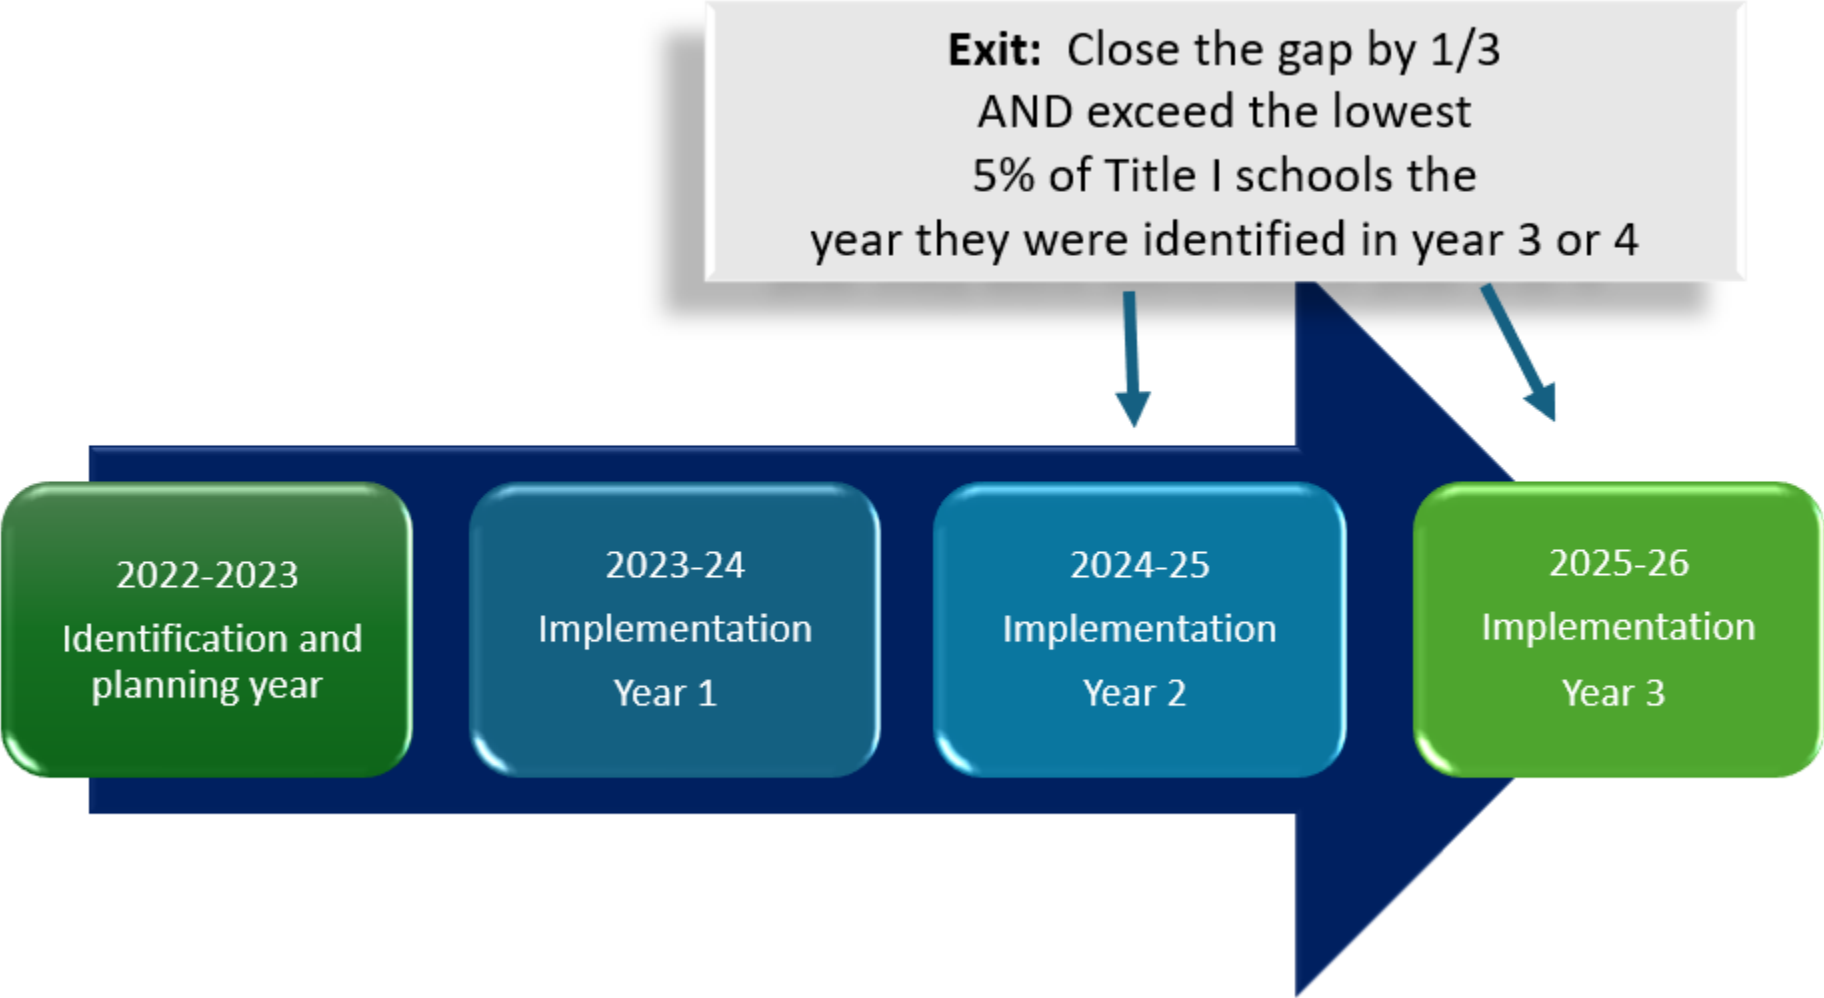 Exit: Close the gap by 1/3
AND exceed the lowest
5% of Title I schools the
year they were identified in year 3 or 4
2022-2023
Identification and
planning year
2023-24
Implementation
Year 1
2024-25
Implementation
Year 2
2025-26
Implementation
Year 3